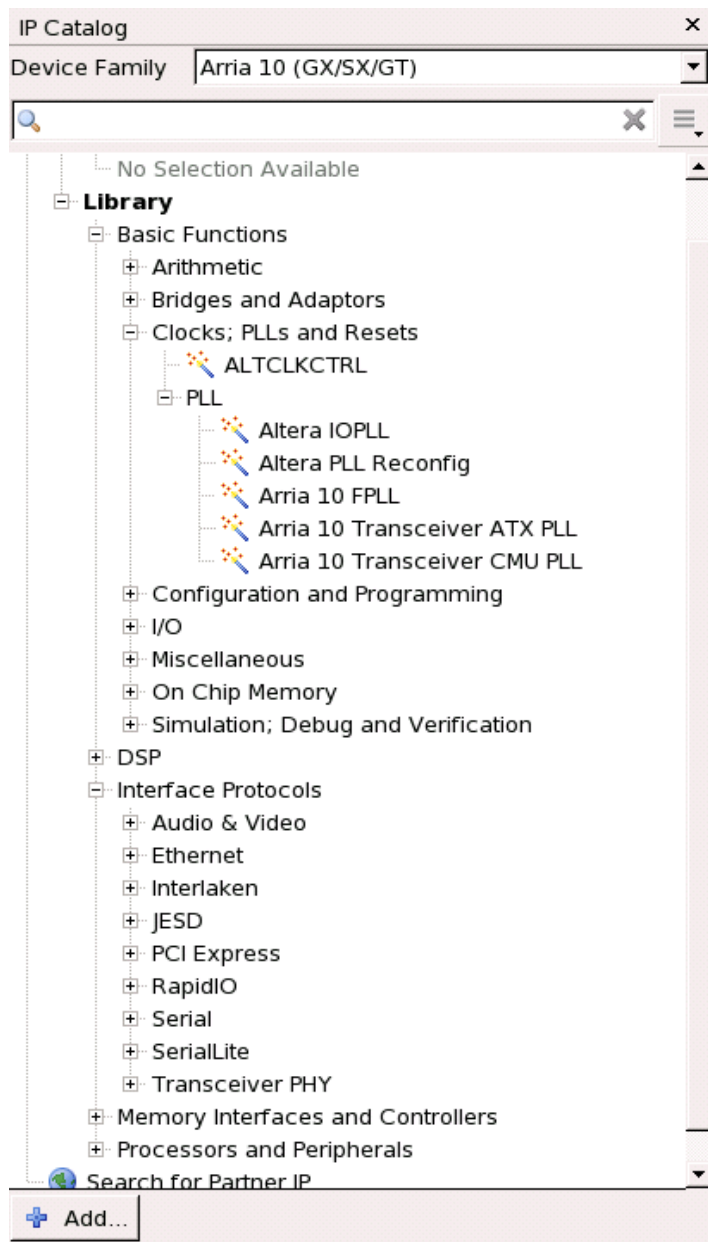 IP Catalog
Device Family Arria 10 (GX/SX/GT)
No Selection Available
Library
Basic Functions
Arithmetic
Bridges and Adaptors
Clocks; PLLs and Resets
ALTCLKCTRL
PLL
Altera IOPLL
Altera PLL Reconfig
Arria 10 FPLL
Arria 10 Transceiver ATX PLL
Arria 10 Transceiver CMU PLL
Configuration and Programming
I/O
Miscellaneous
On Chip Memory
Simulation; Debug and Verification
DSP
Interface Protocols
Audio & Video
Ethernet
Interlaken
JESD
PCI Express
RapidIO
Serial
SerialLite
Transceiver PHY
Memory Interfaces and Controllers
Processors and Peripherals
Search for Partner IP
Add...